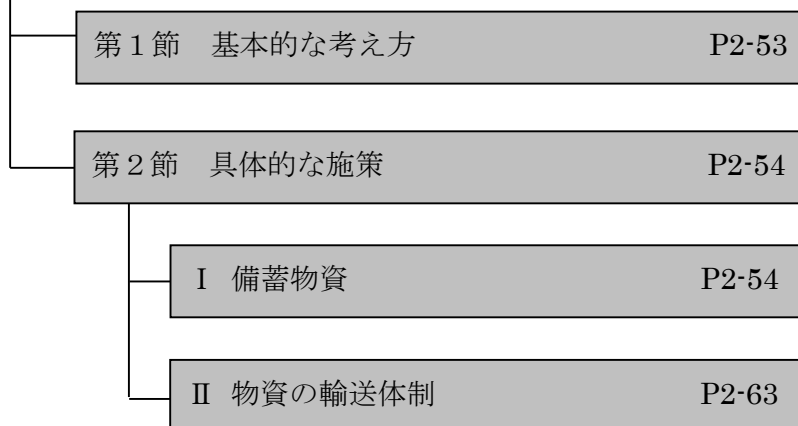 第１節　基本的な考え方　P2-53
第２節　具体的な施策　P2-54
Ⅰ 備蓄物資　P2-54
Ⅱ 物資の輸送体制　P2-63